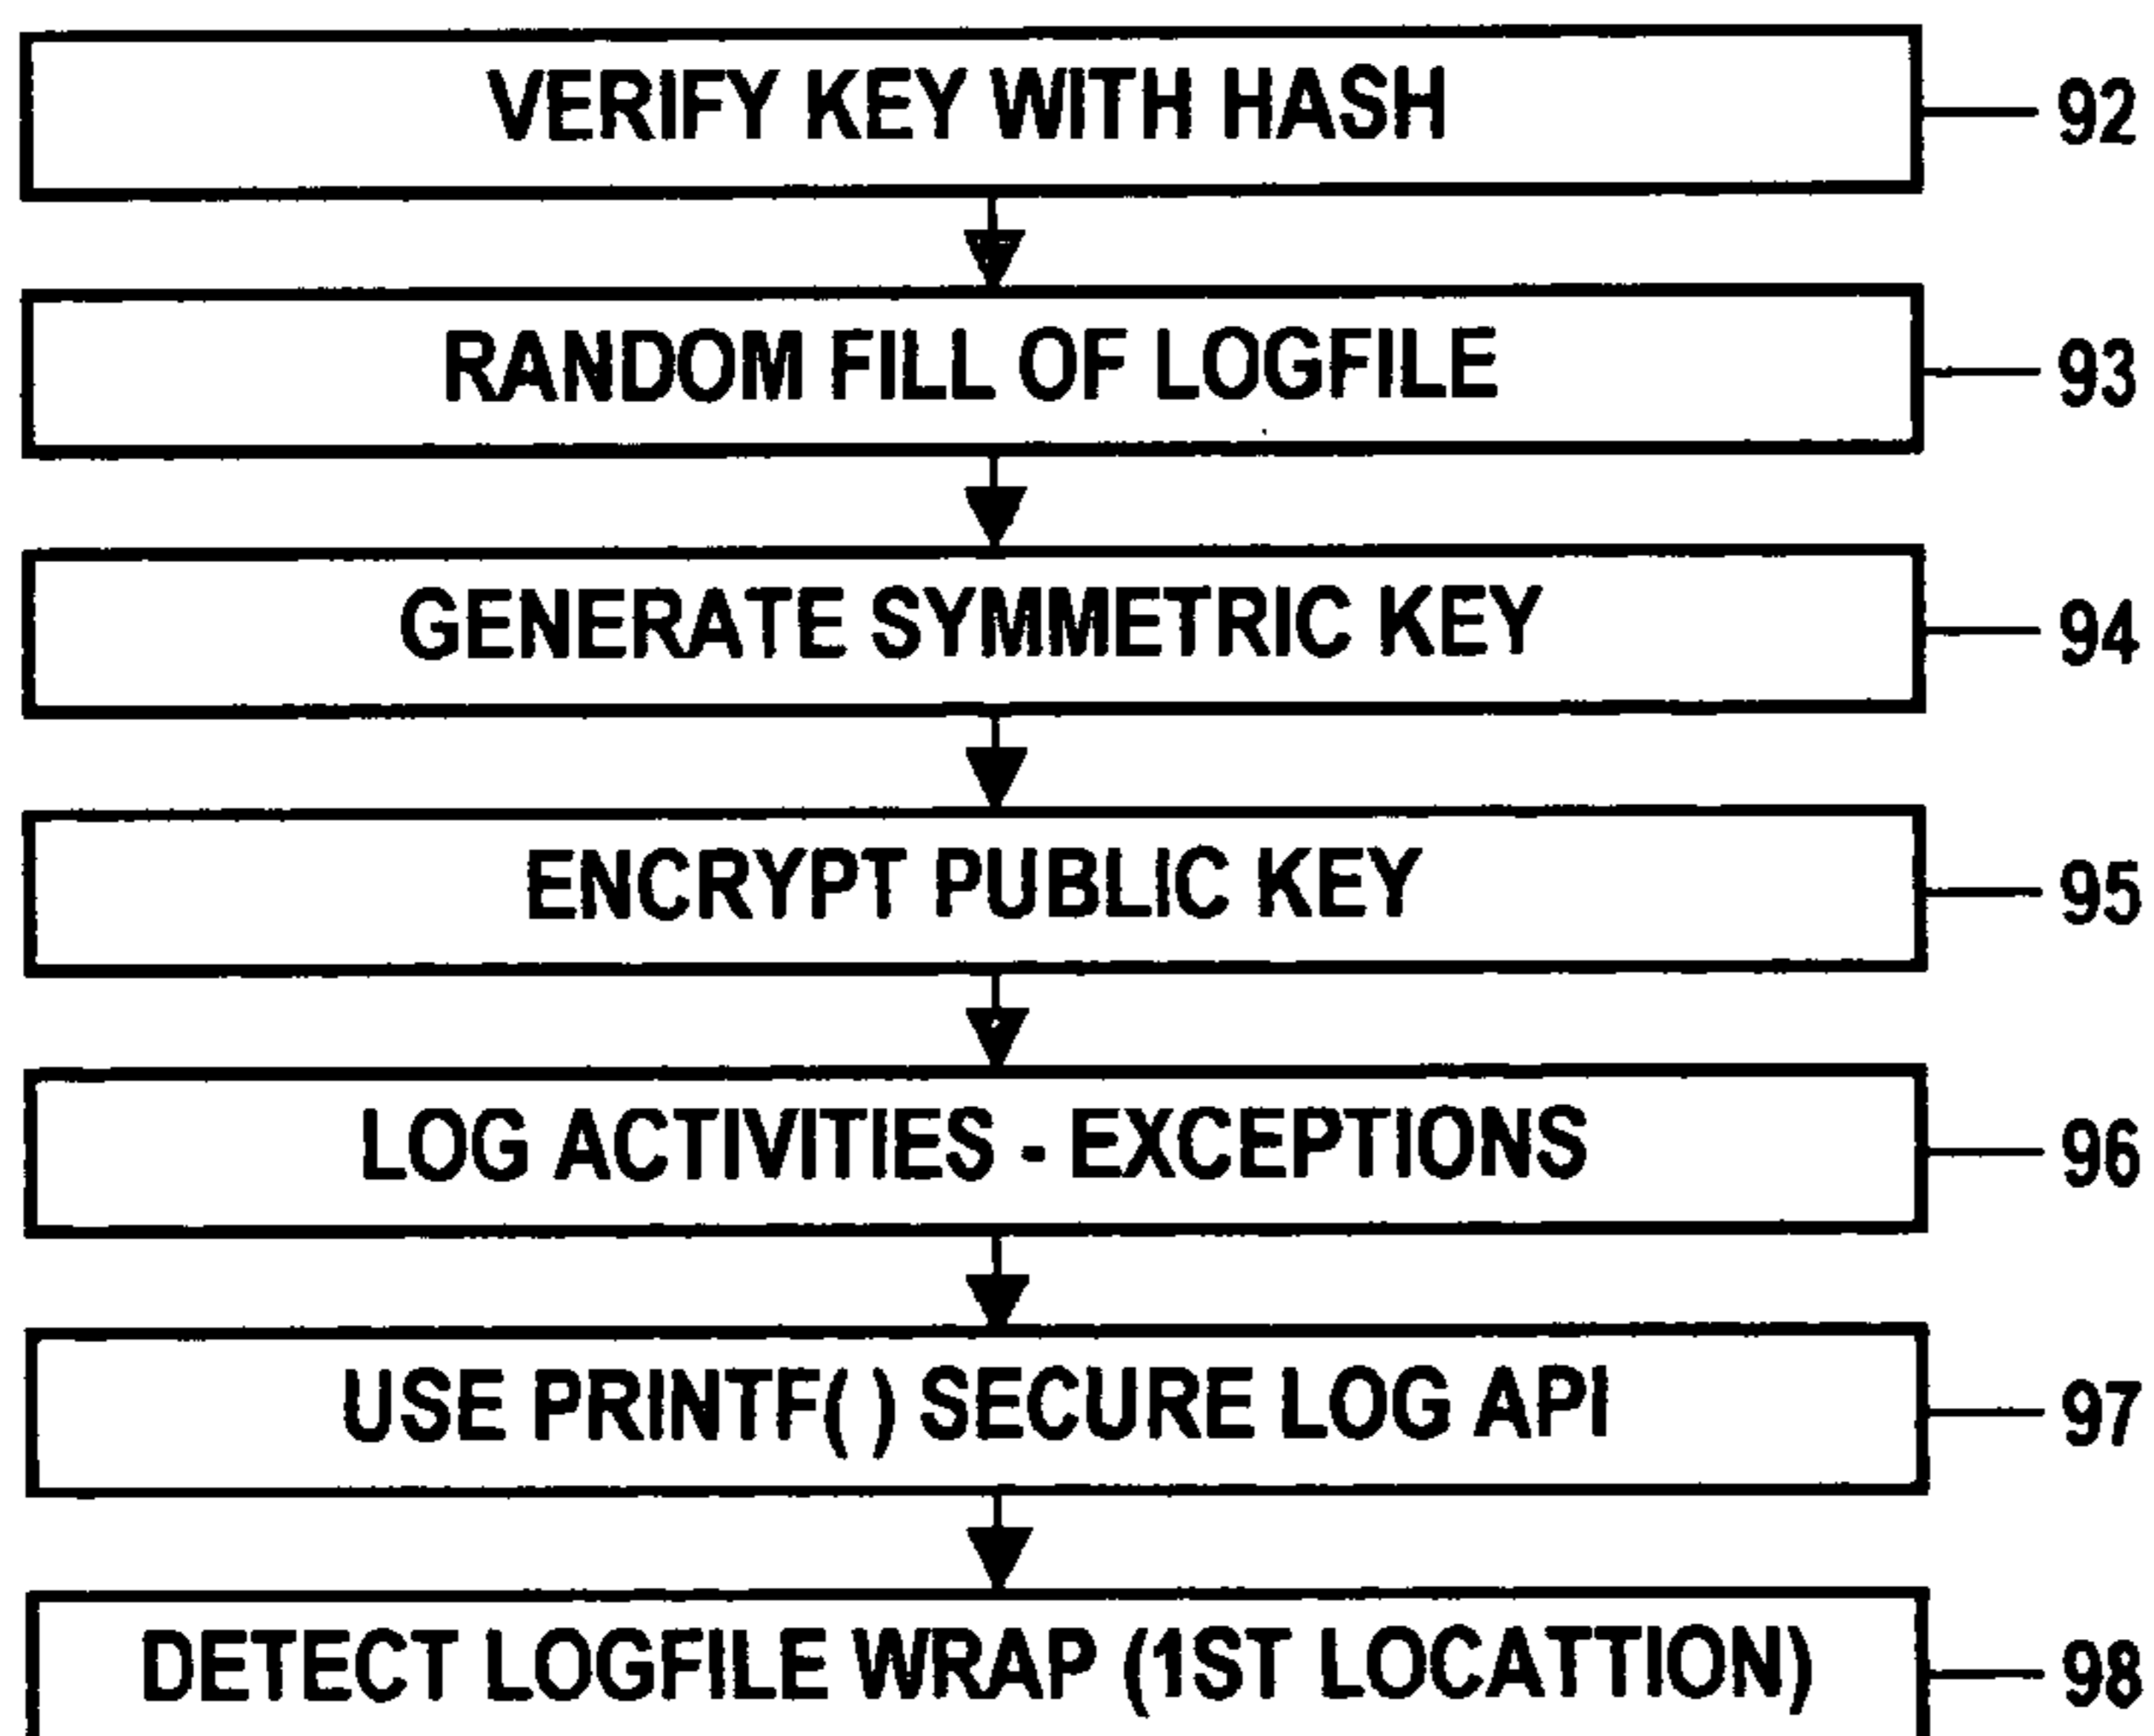 VERIFY KEY WITH HASH 92
RANDOM FILL OF LOGFILE 93
GENERATE SYMMETRIC KEY 94
ENCRYPT PUBLIC KEY 95
LOG ACTIVITIES - EXCEPTIONS 96
USE PRINTF( ) SECURE LOG API 97
DETECT LOGFILE WRAP (1ST LOCATTION) 98